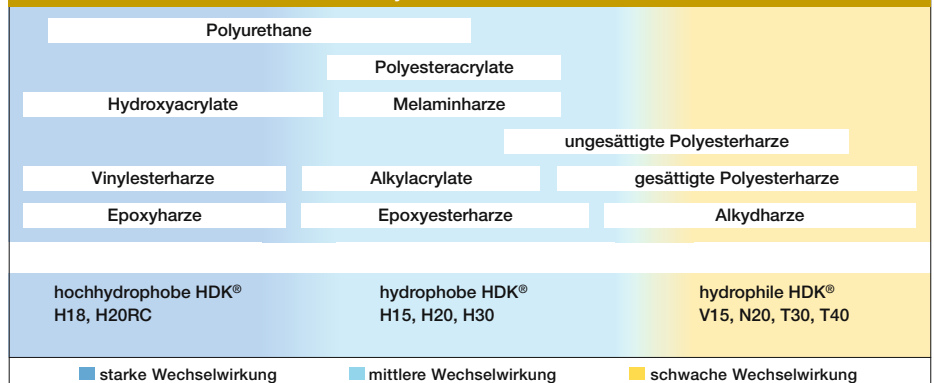 Polyurethane
Polyesteracrylate
Hydroxyacrylate Melaminharze
ungesättigte Polyesterharze
Vinylesterharze Alkylacrylate gesättigte Polyesterharze
Epoxyharze Epoxyesterharze Alkydharze
hochhydrophobe HDK® hydrophobe HDK® hydrophile HDK®
H18, H20RC H15, H20, H30 V15, N20, T30, T40
starke Wechselwirkung mittlere Wechselwirkung schwache Wechselwirkung